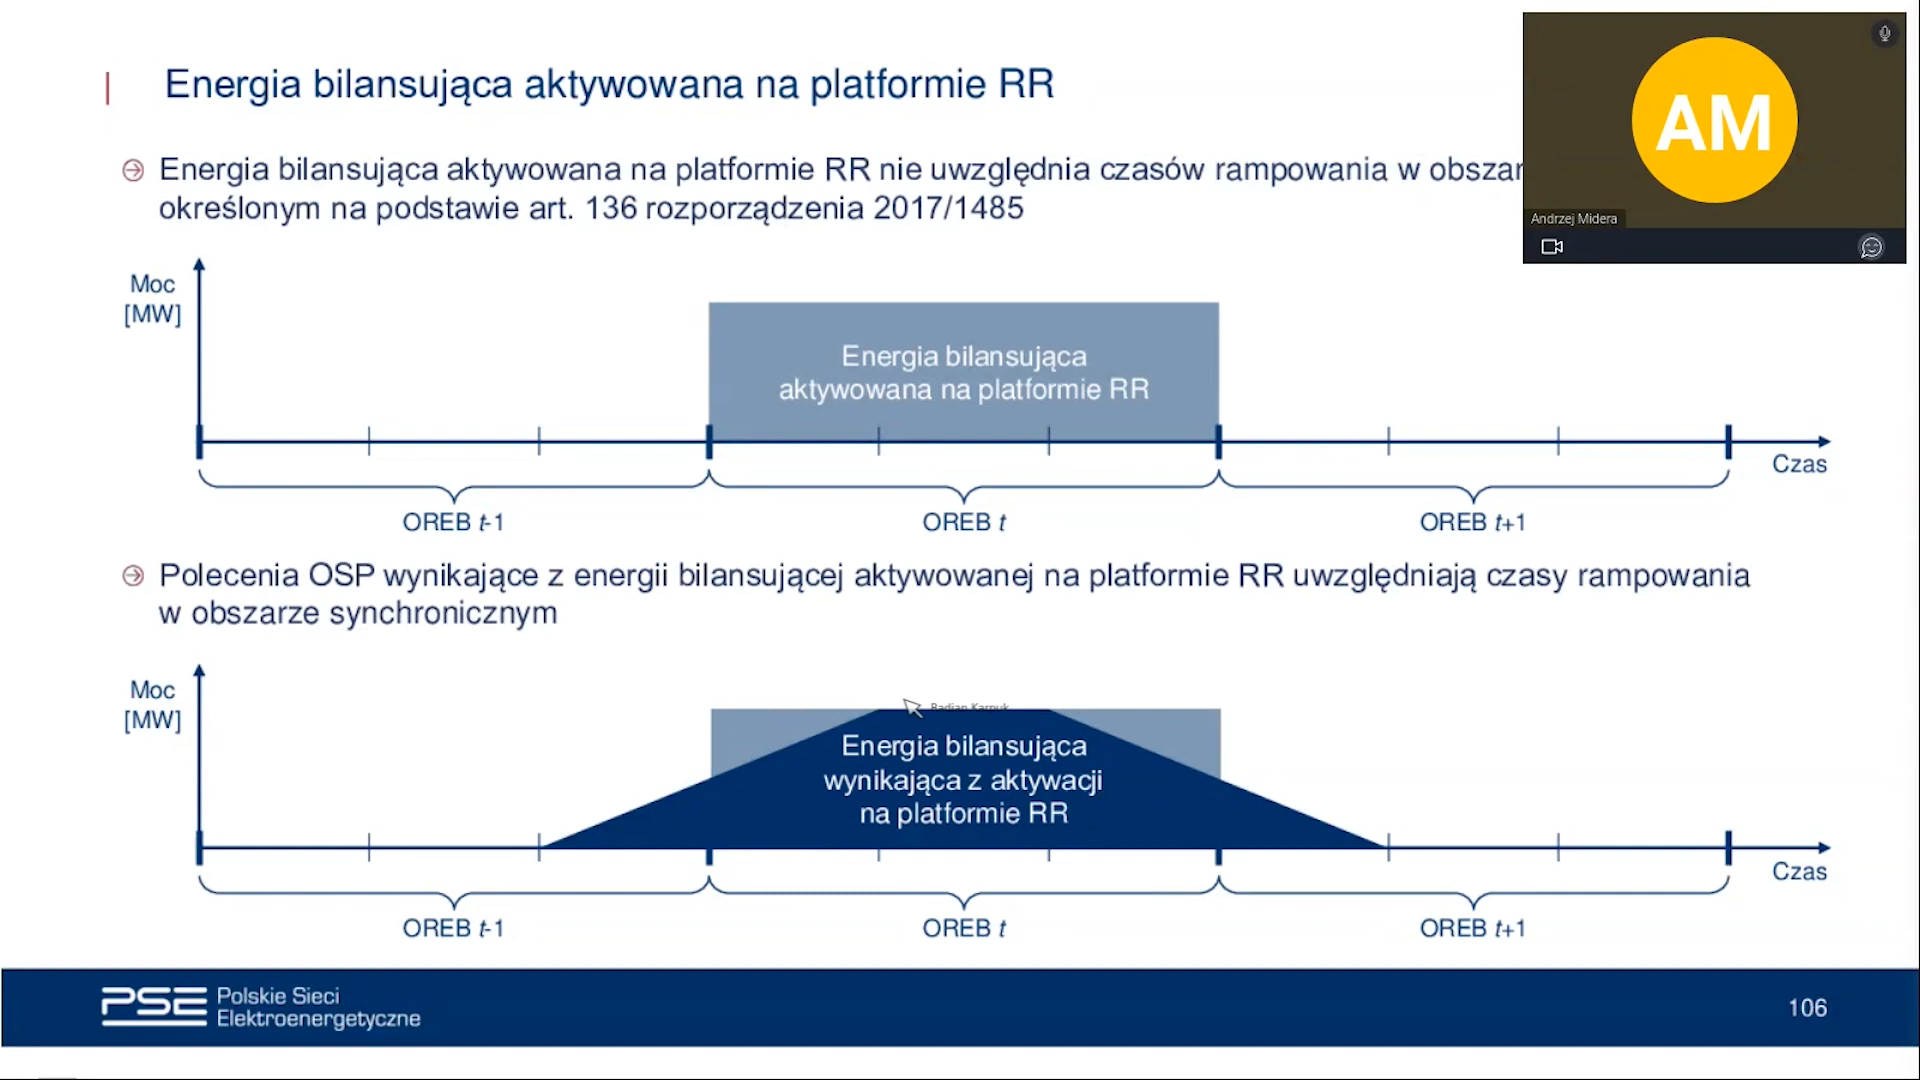 Energia bilansująca aktywowana na platformie RR
AM
Andrzej Midera
Energia bilansująca aktywowana na platformie RR nie uwzględnia czasów rampowania w
określonym na podstawie art. 136 rozporządzenia 2017/1485
Moc
[MW]
Energia bilansująca
aktywowana na platformie RR
Czas
OREB t-1
OREB t
OREB t+1
Polecenia OSP wynikające z energii bilansującej aktywowanej na platformie RR uwzględniają czasy rampowania
w obszarze synchronicznym
Moc
[MW]
Energia bilansująca
wynikająca z aktywacji
na platformie RR
Czas
OREB t-1
OREB t
OREB t+1
PSE Polskie Sieci
Elektroenergetyczne
106